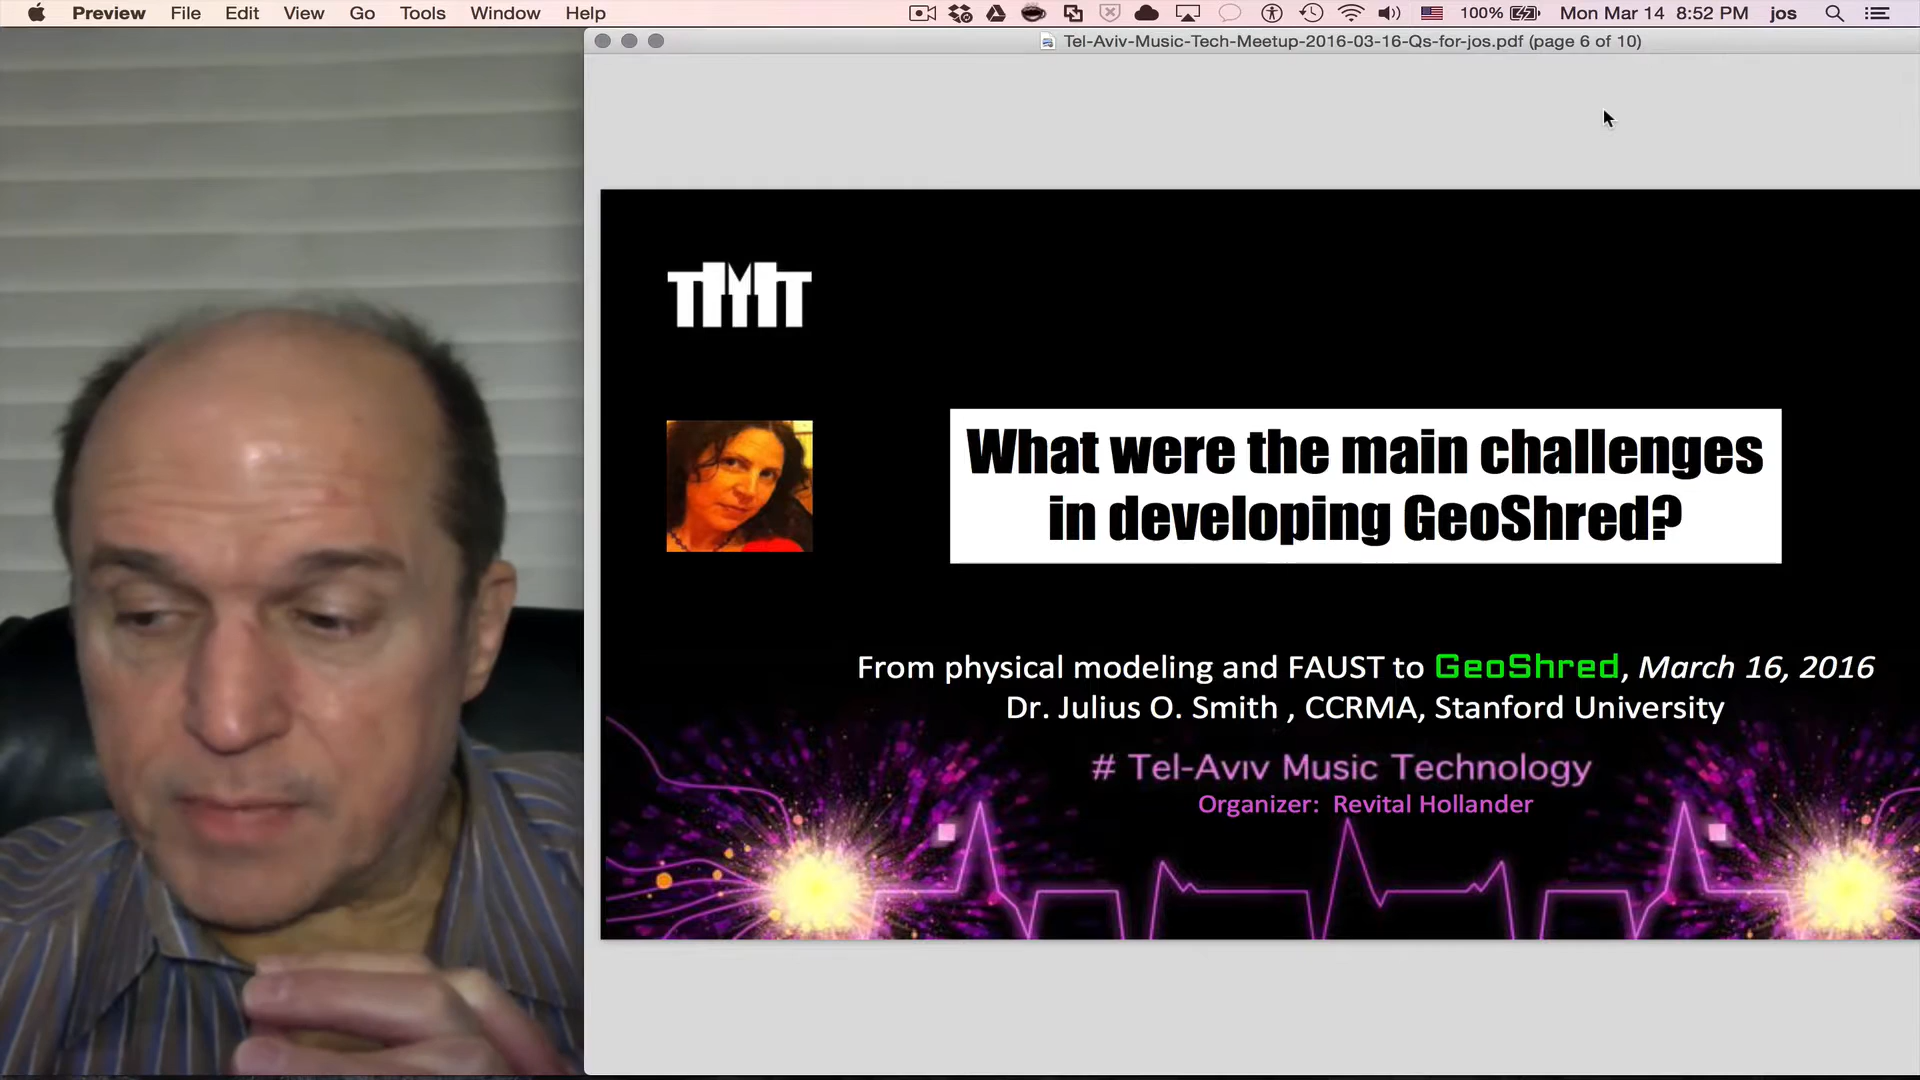 Preview File Edit View Go Tools Window Help 100% Mon Mar 14 8:52 PM jos
Tel-Aviv-Music-Tech-Meetup-2016-03-16-Qs-for-jos.pdf (page 6 of 10)
TMT
What were the main challenges
in developing GeoShred?
From physical modeling and FAUST to GeoShred, March 16, 2016
Dr. Julius O. Smith , CCRMA, Stanford University
# Tel-Aviv Music Technology
Organizer: Revital Hollander